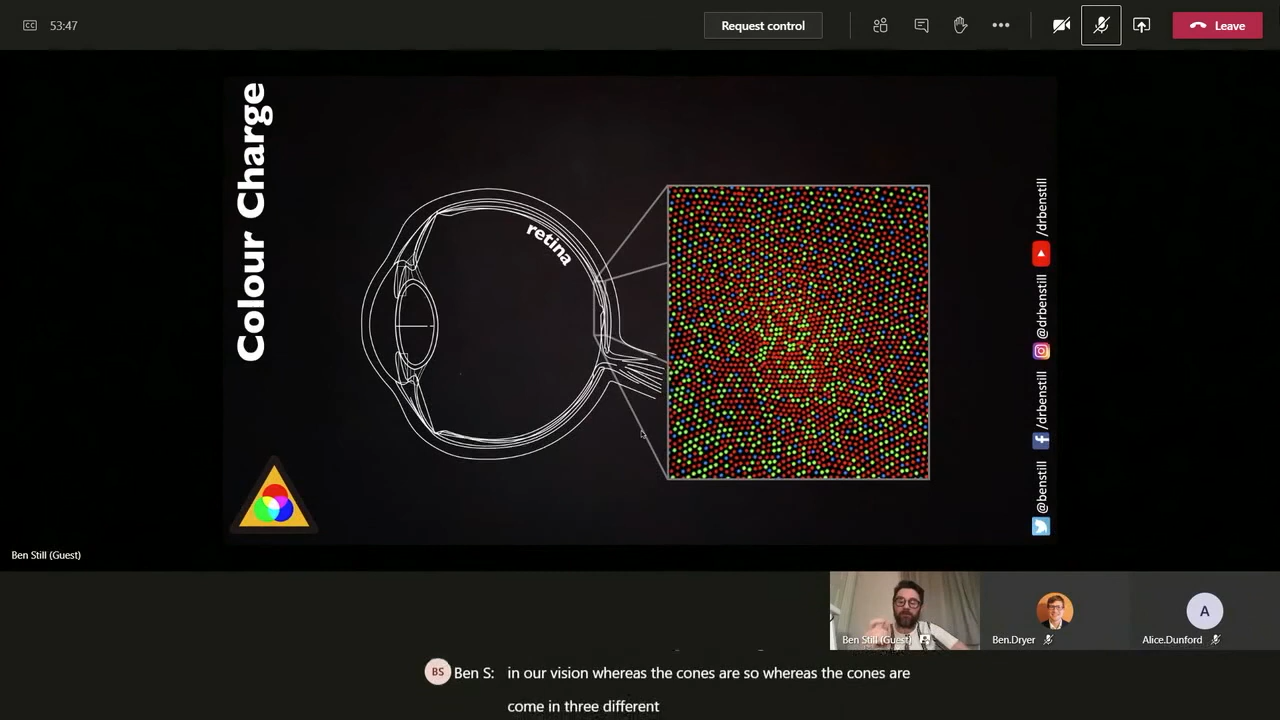 CC
53:47
Request control
Leave
Colour Charge
retina
/drbenstill
@drbenstill
/drbenstill
@benstill
Ben Still (Guest)
Ben Still (Guest)
Ben.Dryer
A
Alice.Dunford
BS
Ben S: in our vision whereas the cones are so whereas the cones are
come in three different